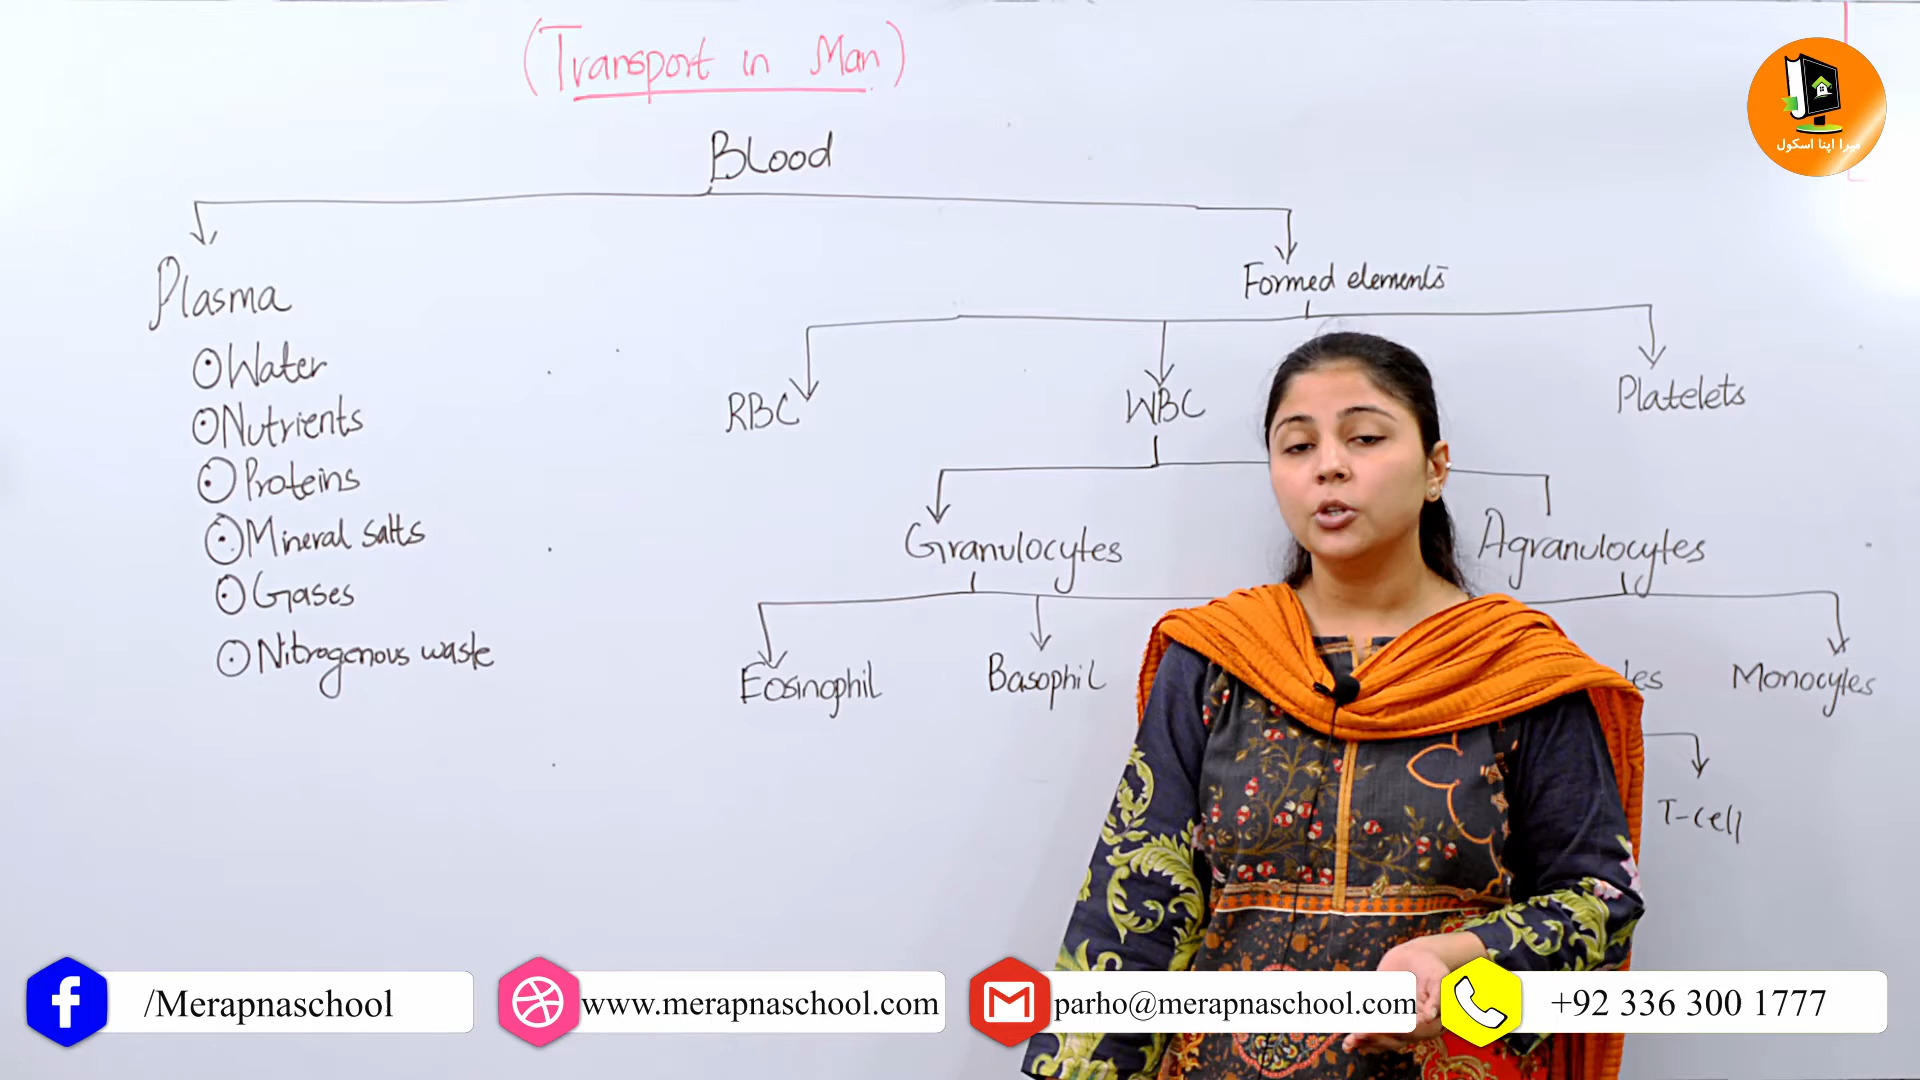 (Transport in Man)
Blood
Plasma
Formed elements
Water
Nutrients
Proteins
Mineral salts
Gases
Nitrogenous waste
RBC
WBC
Platelets
Granulocytes
Agranulocytes
Eosinophil
Basophil
Monocytes
T-cell
میرا اپنا اسکول
/Merapnaschool
www.merapnaschool.com
parho@merapnaschool.com
+92 336 300 1777